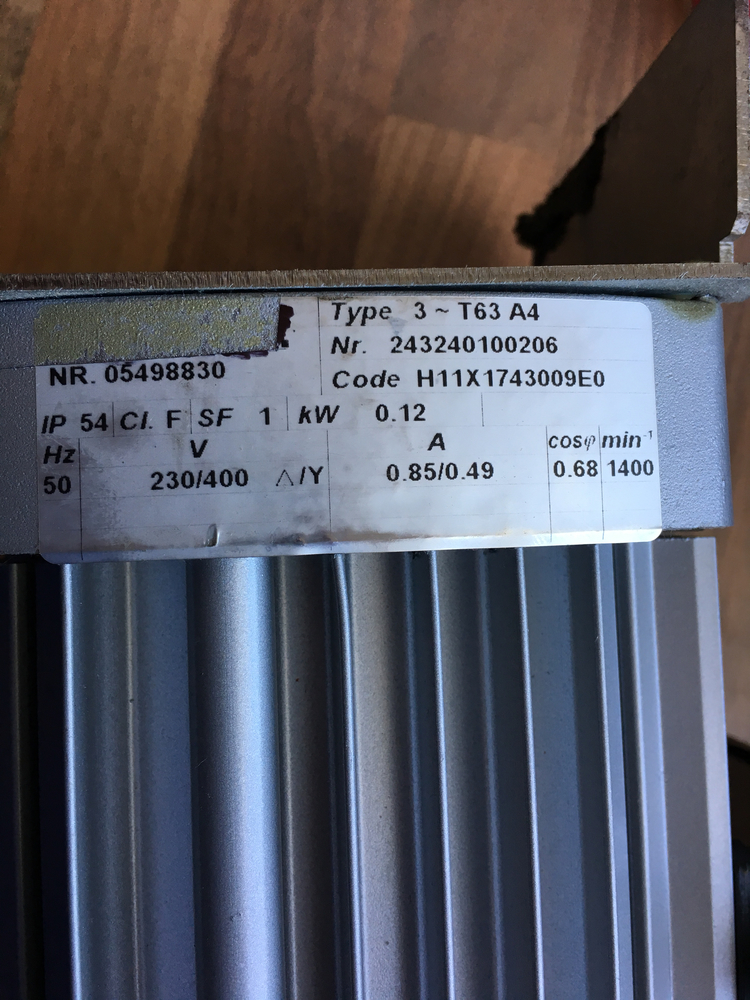 Type 3 ~ T63 A4
Nr. 243240100206
NR. 05498830
Code H11X1743009E0
IP 54 Cl. F SF 1 kW 0.12
Hz V A cosφ min⁻¹
50 230/400 △/Y 0.85/0.49 0.68 1400